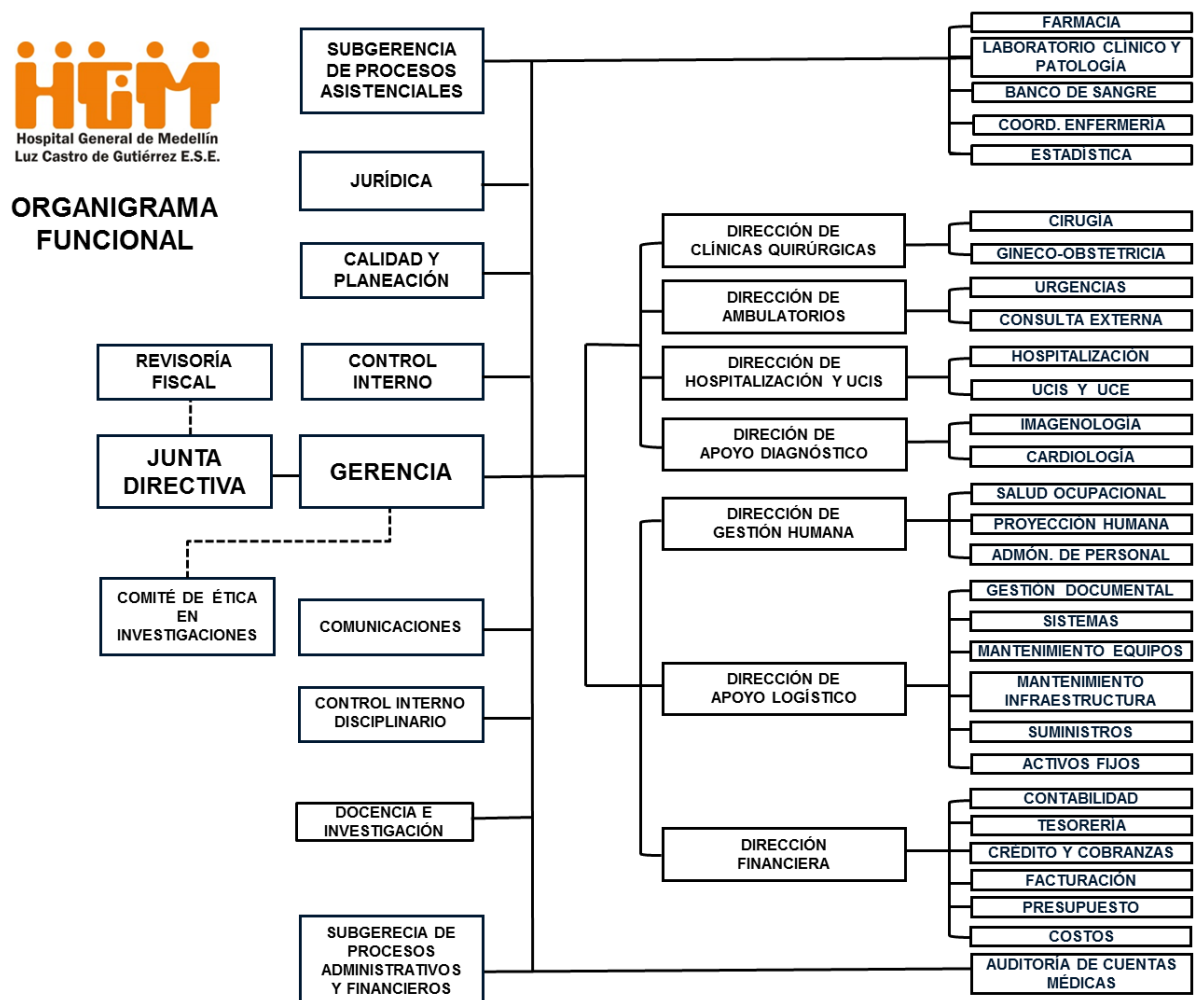 Hospital General de Medellín
Luz Castro de Gutiérrez E.S.E.
ORGANIGRAMA
FUNCIONAL
SUBGERENCIA
DE PROCESOS
ASISTENCIALES
JURÍDICA
CALIDAD Y
PLANEACIÓN
REVISORÍA
FISCAL
CONTROL
INTERNO
JUNTA
DIRECTIVA
GERENCIA
COMITÉ DE ÉTICA
EN
INVESTIGACIONES
COMUNICACIONES
CONTROL INTERNO
DISCIPLINARIO
DOCENCIA E
INVESTIGACIÓN
SUBGERECIA DE
PROCESOS
ADMINISTRATIVOS
Y FINANCIEROS
DIRECCIÓN DE
CLÍNICAS QUIRÚRGICAS
DIRECCIÓN DE
AMBULATORIOS
DIRECCIÓN DE
HOSPITALIZACIÓN Y UCIS
DIRECIÓN DE
APOYO DIAGNÓSTICO
DIRECCIÓN DE
GESTIÓN HUMANA
DIRECCIÓN DE
APOYO LOGÍSTICO
DIRECCIÓN
FINANCIERA
FARMACIA
LABORATORIO CLÍNICO Y
PATOLOGÍA
BANCO DE SANGRE
COORD. ENFERMERÍA
ESTADÍSTICA
CIRUGÍA
GINECO-OBSTETRICIA
URGENCIAS
CONSULTA EXTERNA
HOSPITALIZACIÓN
UCIS Y UCE
IMAGENOLOGÍA
CARDIOLOGÍA
SALUD OCUPACIONAL
PROYECCIÓN HUMANA
ADMÓN. DE PERSONAL
GESTIÓN DOCUMENTAL
SISTEMAS
MANTENIMIENTO EQUIPOS
MANTENIMIENTO
INFRAESTRUCTURA
SUMINISTROS
ACTIVOS FIJOS
CONTABILIDAD
TESORERÍA
CRÉDITO Y COBRANZAS
FACTURACIÓN
PRESUPUESTO
COSTOS
AUDITORÍA DE CUENTAS
MÉDICAS